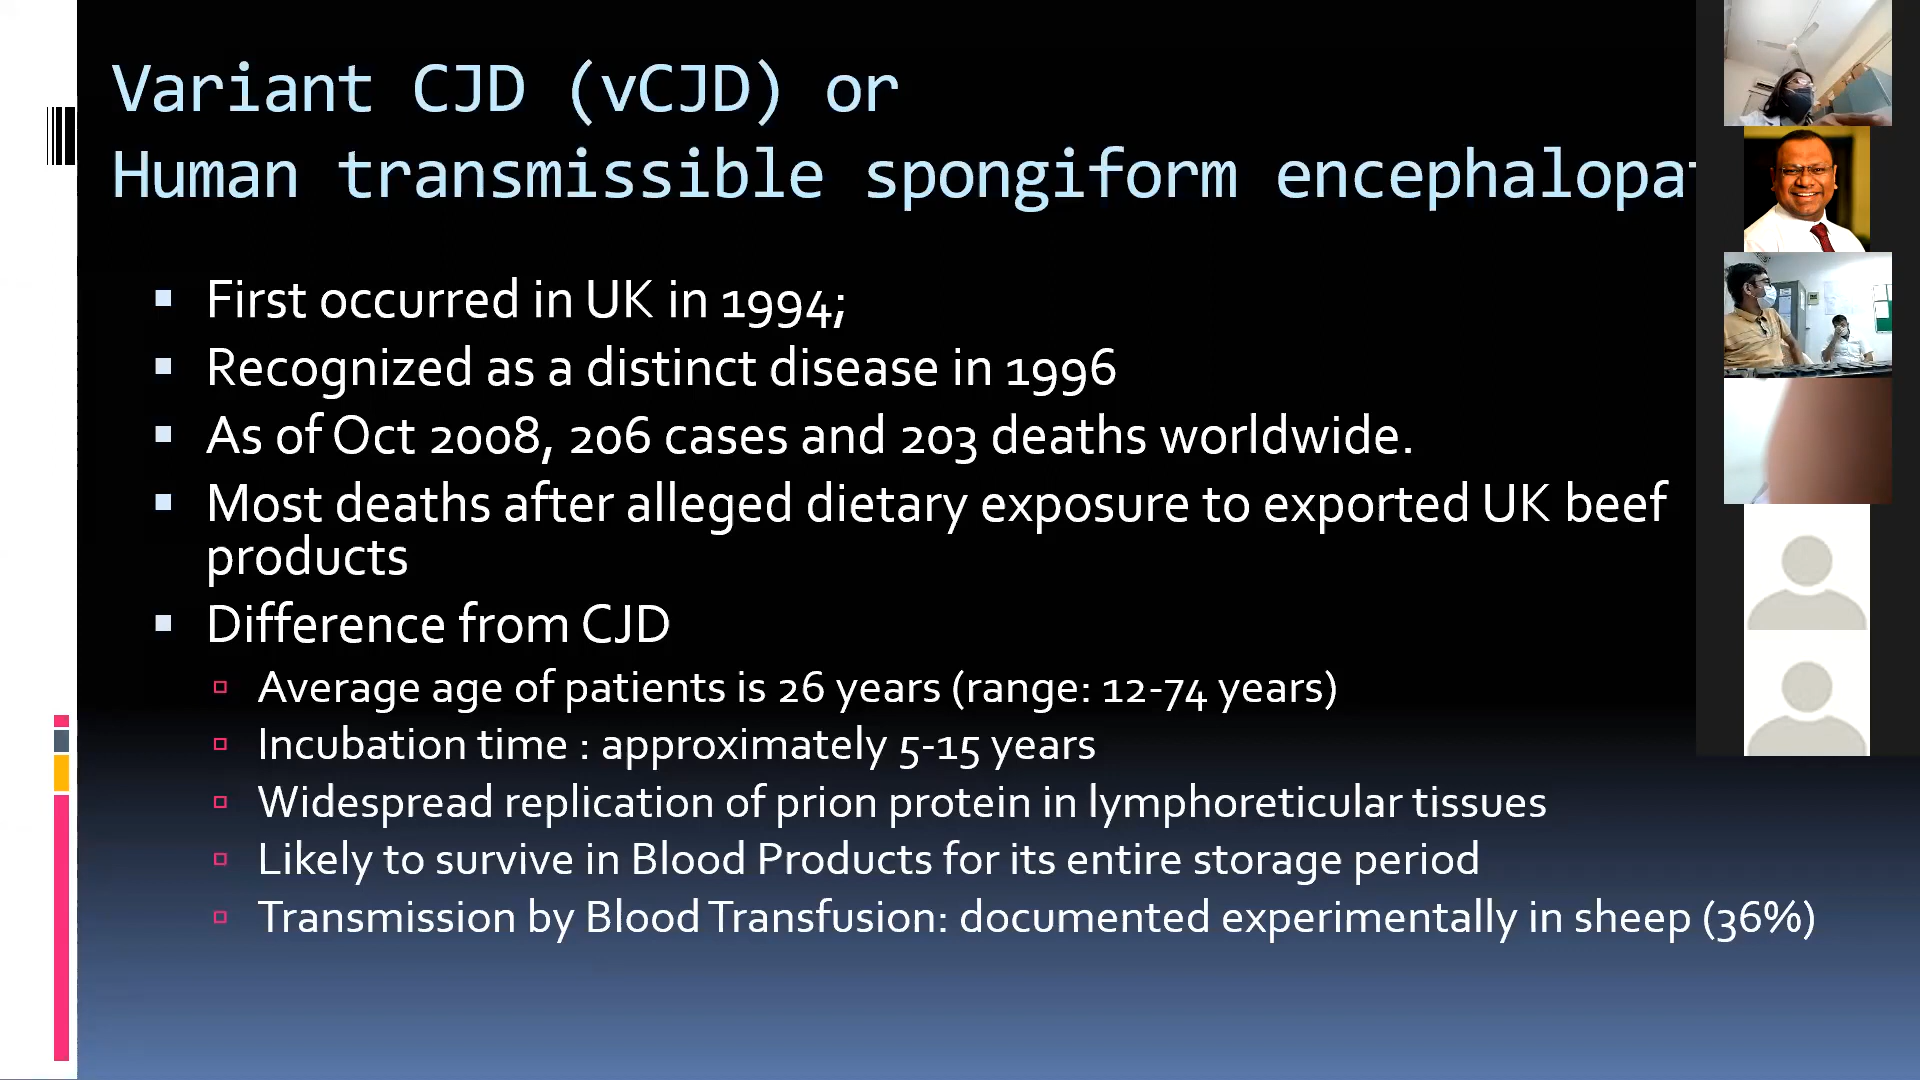 Variant CJD (vCJD) or
Human transmissible spongiform encephalopat
First occurred in UK in 1994;
Recognized as a distinct disease in 1996
As of Oct 2008, 206 cases and 203 deaths worldwide.
Most deaths after alleged dietary exposure to exported UK beef
products
Difference from CJD
Average age of patients is 26 years (range: 12-74 years)
Incubation time : approximately 5-15 years
Widespread replication of prion protein in lymphoreticular tissues
Likely to survive in Blood Products for its entire storage period
Transmission by Blood Transfusion: documented experimentally in sheep (36%)